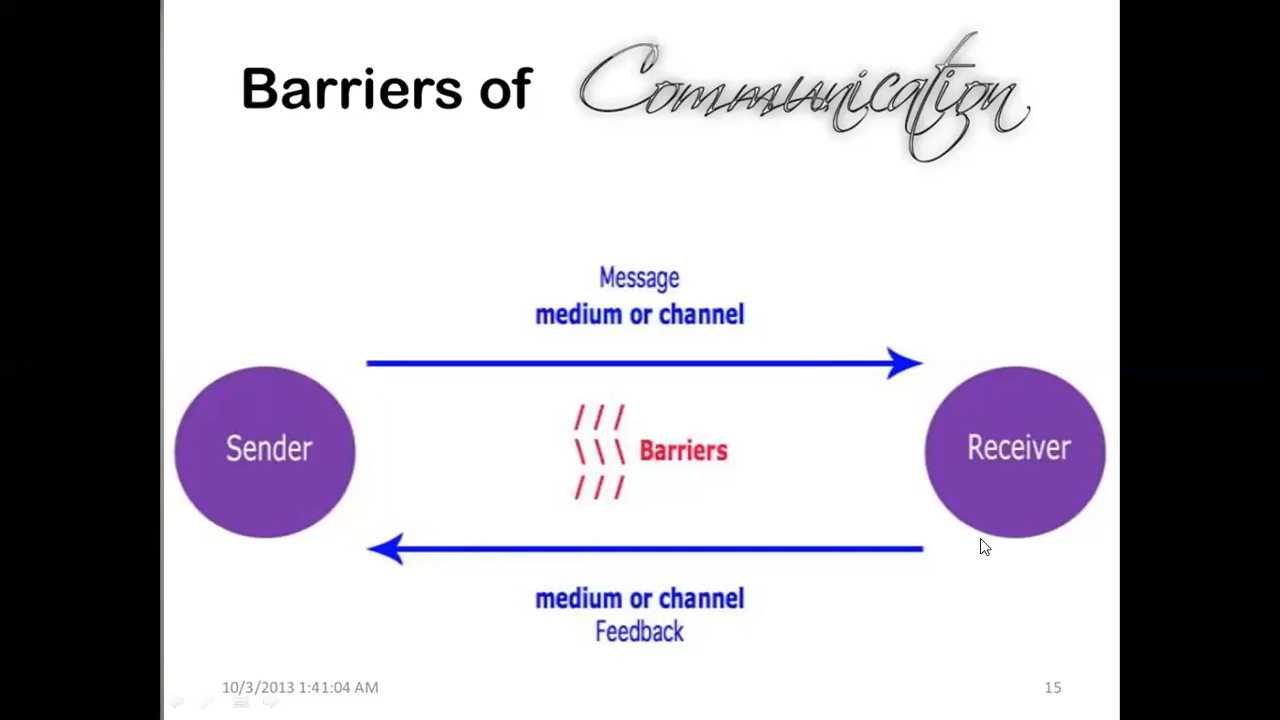 Barriers of Communication
Message
medium or channel
Sender
/ / /
\ \ \ Barriers
/ / /
Receiver
medium or channel
Feedback
10/3/2013 1:41:04 AM
15